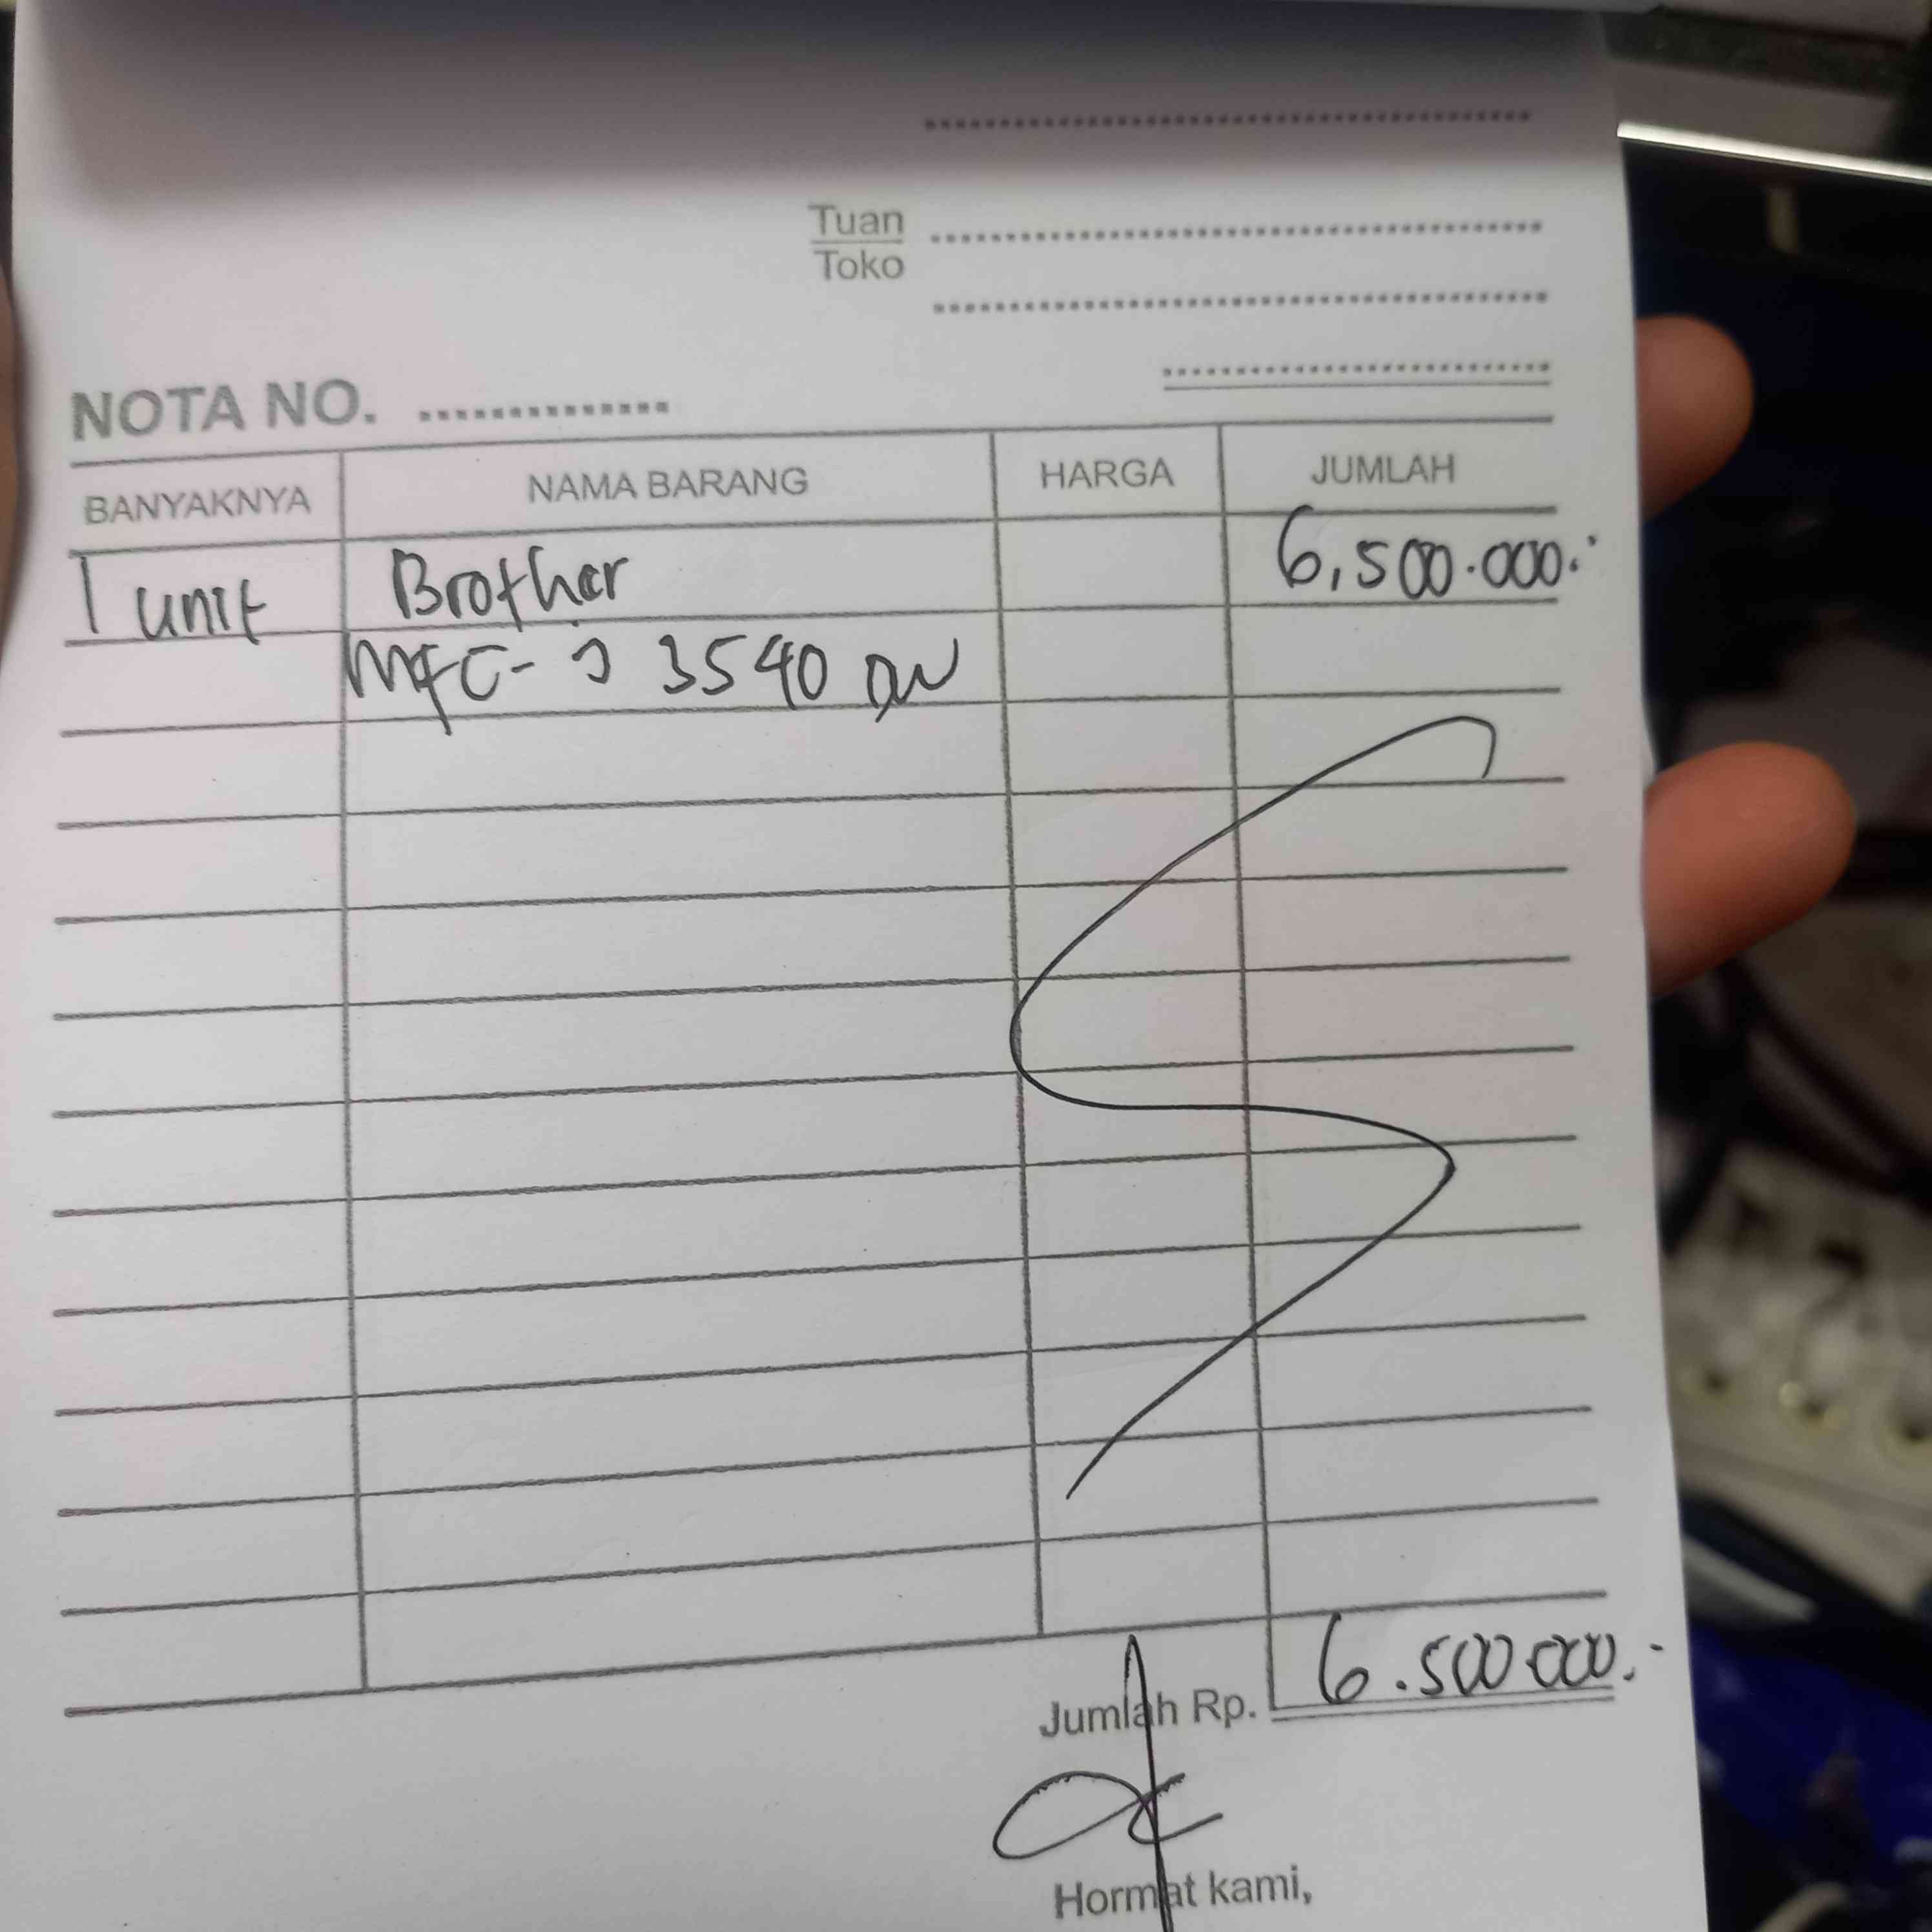 Tuan
Toko
NOTA NO.
BANYAKNYA NAMA BARANG HARGA JUMLAH
1 unit Brother 6,500.000.-
MFC-J 3540 DW
Jumlah Rp. 6.500.000.-
Hormat kami,